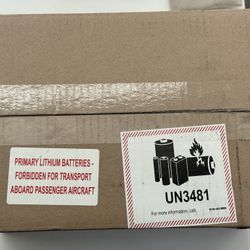 PRIMARY LITHIUM BATTERIES -
FORBIDDEN FOR TRANSPORT
ABOARD PASSENGER AIRCRAFT
UN3481
For more information, call